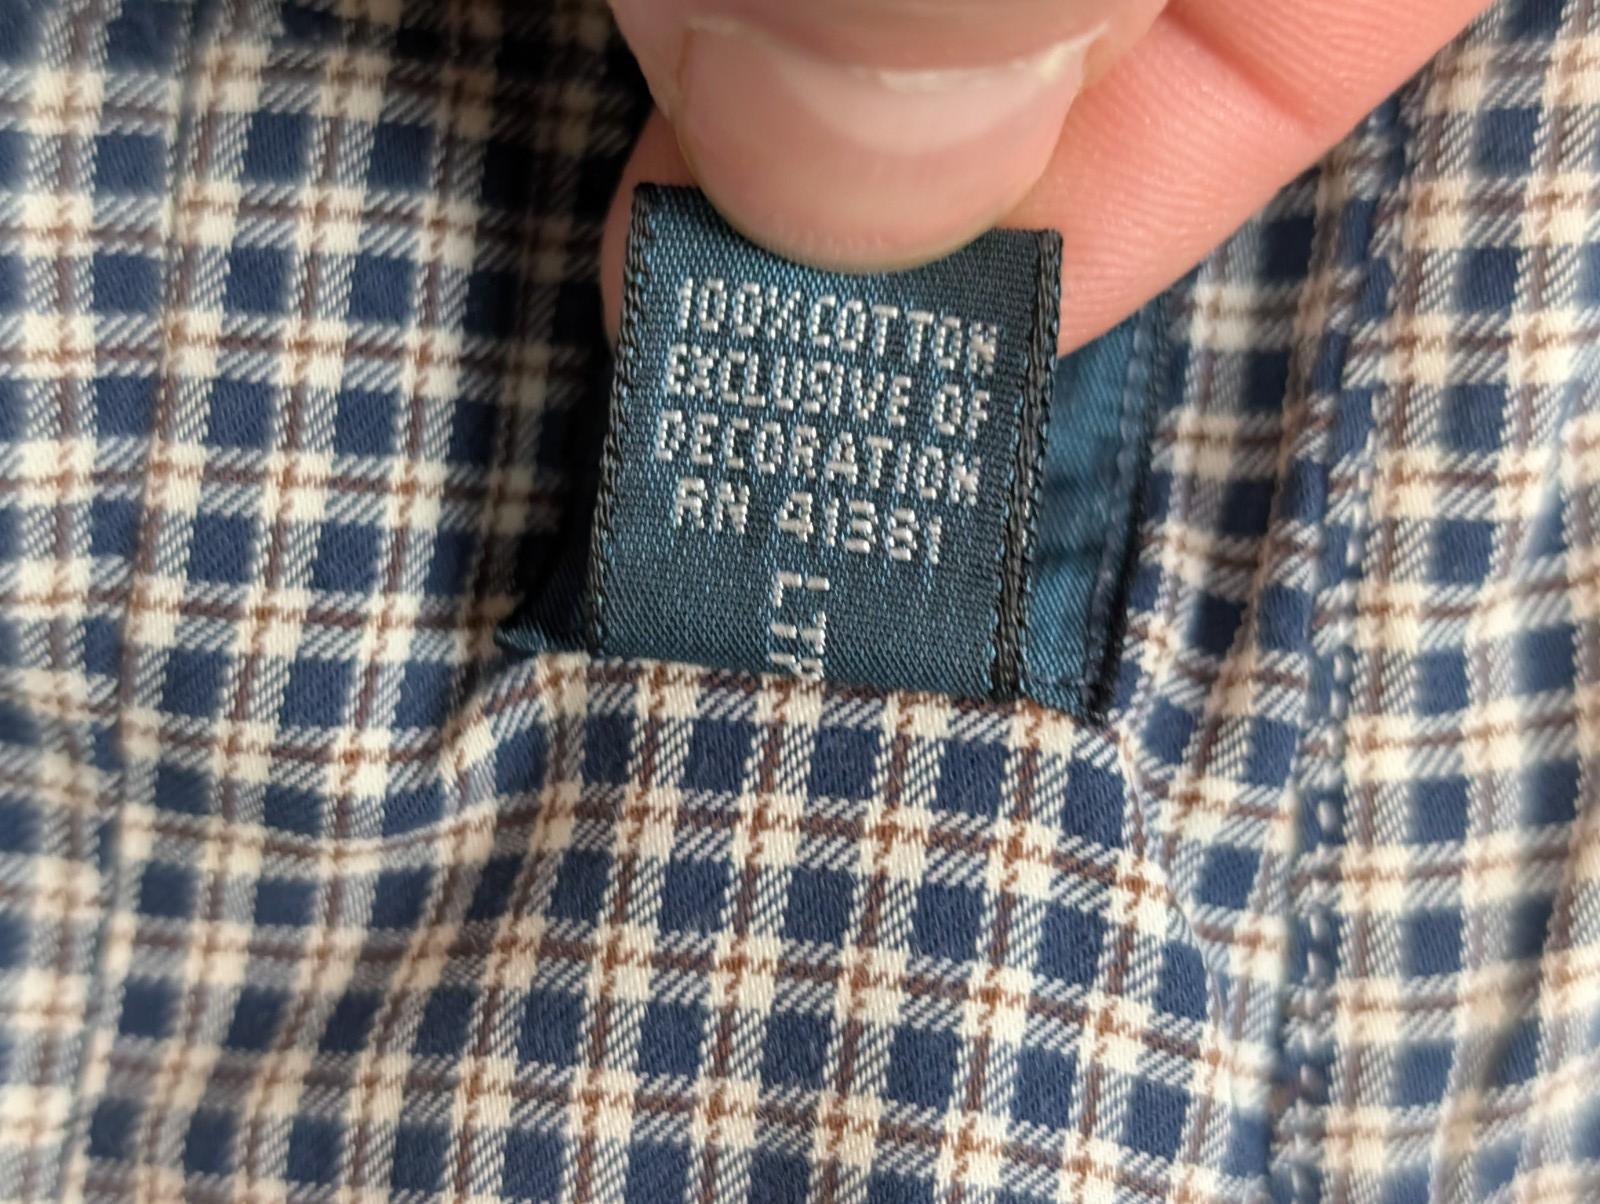 100% COTTON
EXCLUSIVE OF
DECORATION
RN 41381